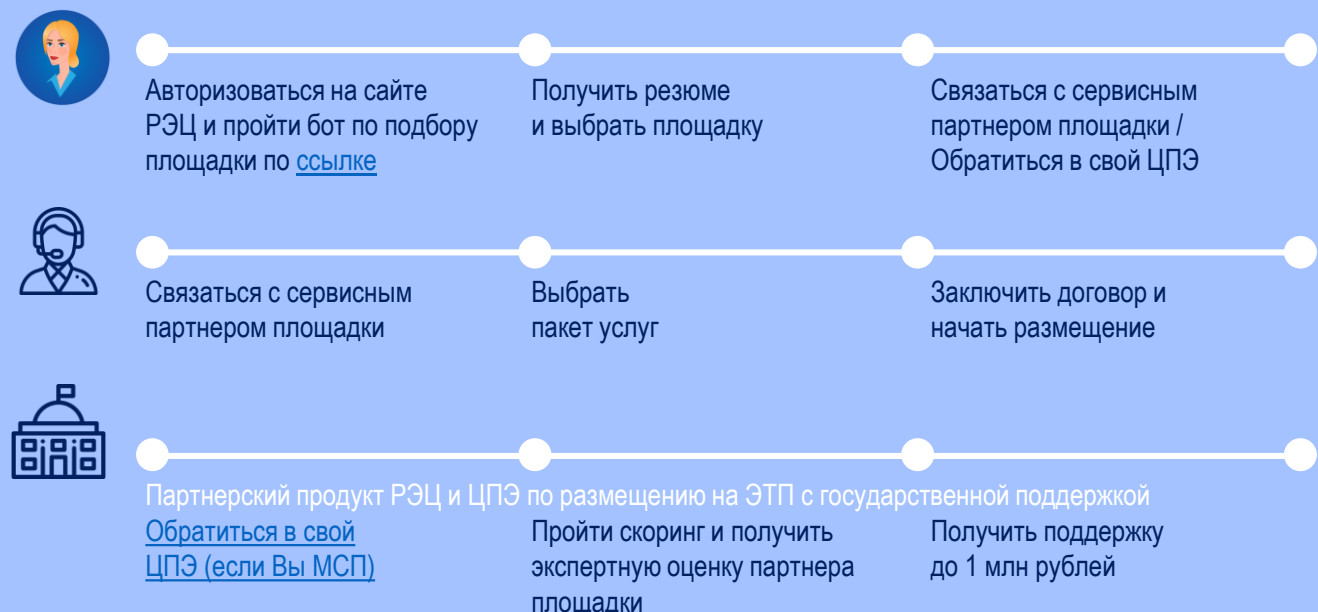 Авторизоваться на сайте
РЭЦ и пройти бот по подбору
площадки по ссылке
Получить резюме
и выбрать площадку
Связаться с сервисным
партнером площадки /
Обратиться в свой ЦПЭ
Связаться с сервисным
партнером площадки
Выбрать
пакет услуг
Заключить договор и
начать размещение
Партнерский продукт РЭЦ и ЦПЭ по размещению на ЭТП с государственной поддержкой
Обратиться в свой
ЦПЭ (если Вы МСП)
Пройти скоринг и получить
экспертную оценку партнера
площадки
Получить поддержку
до 1 млн рублей